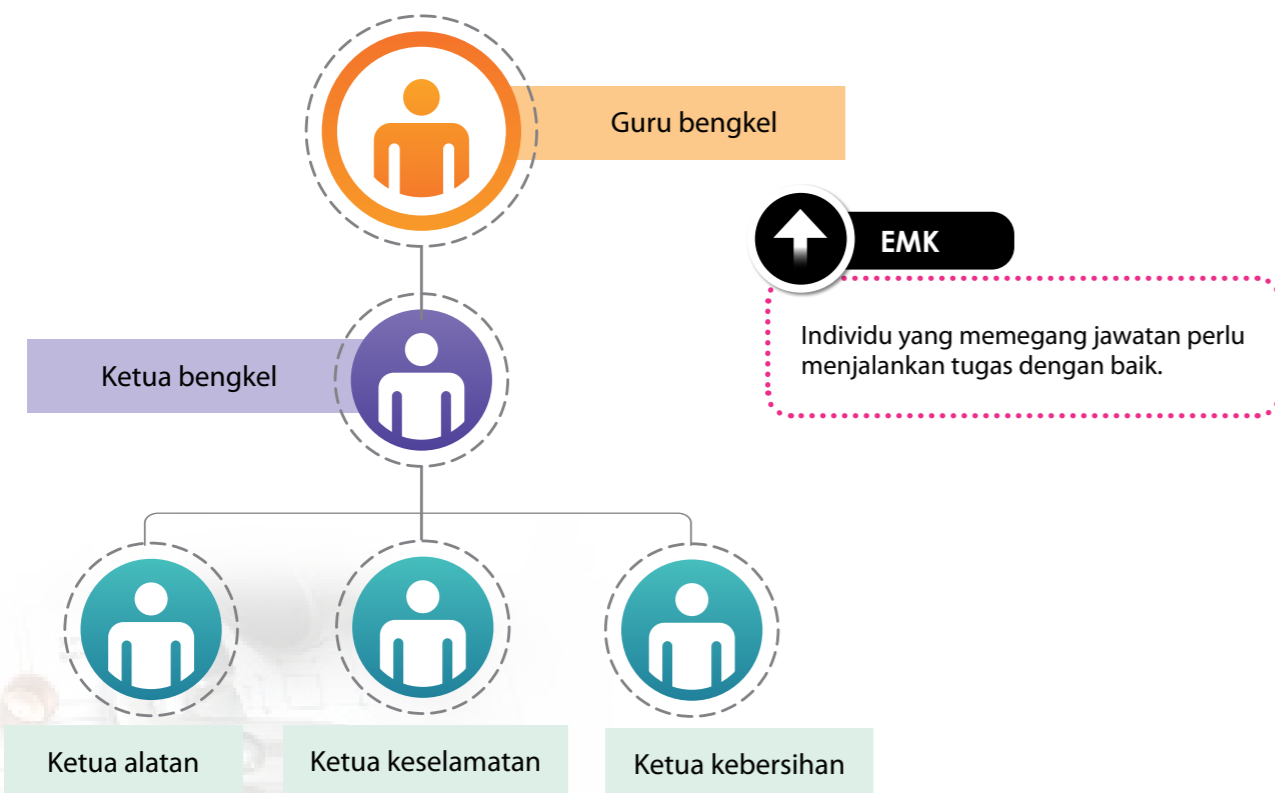 Guru bengkel
EMK
Individu yang memegang jawatan perlu
menjalankan tugas dengan baik.
Ketua bengkel
Ketua alatan
Ketua keselamatan
Ketua kebersihan